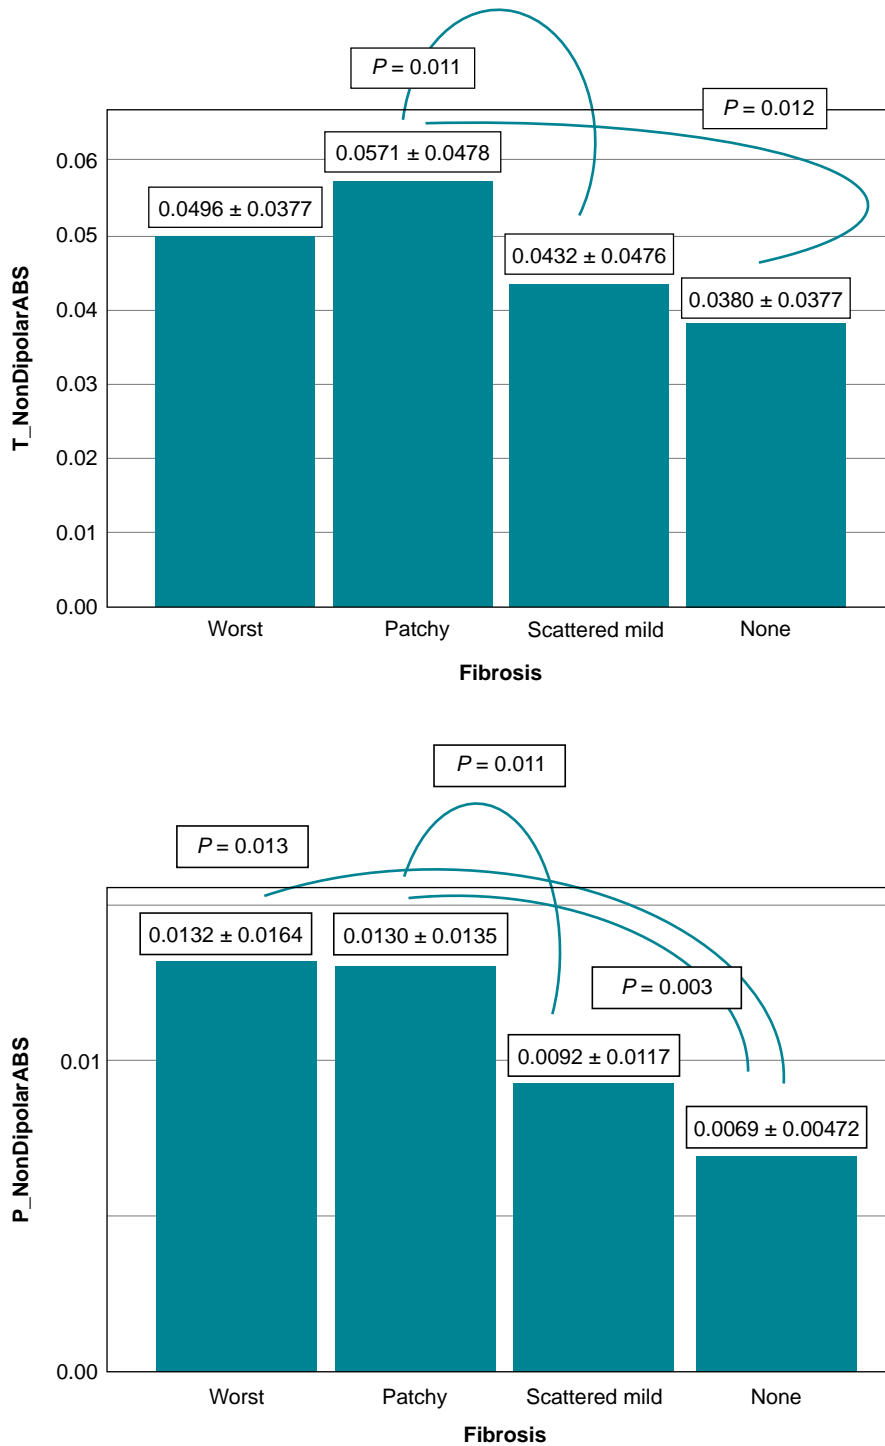 P = 0.011
P = 0.012
0.06
0.0571 ± 0.0478
0.0496 ± 0.0377
0.05
0.0432 ± 0.0476
0.0380 ± 0.0377
0.04
0.03
0.02
0.01
0.00
T_NonDipolarABS
Worst
Patchy
Scattered mild
None
Fibrosis
P = 0.011
P = 0.013
0.0132 ± 0.0164
0.0130 ± 0.0135
P = 0.003
0.0092 ± 0.0117
0.01
0.0069 ± 0.00472
0.00
P_NonDipolarABS
Worst
Patchy
Scattered mild
None
Fibrosis